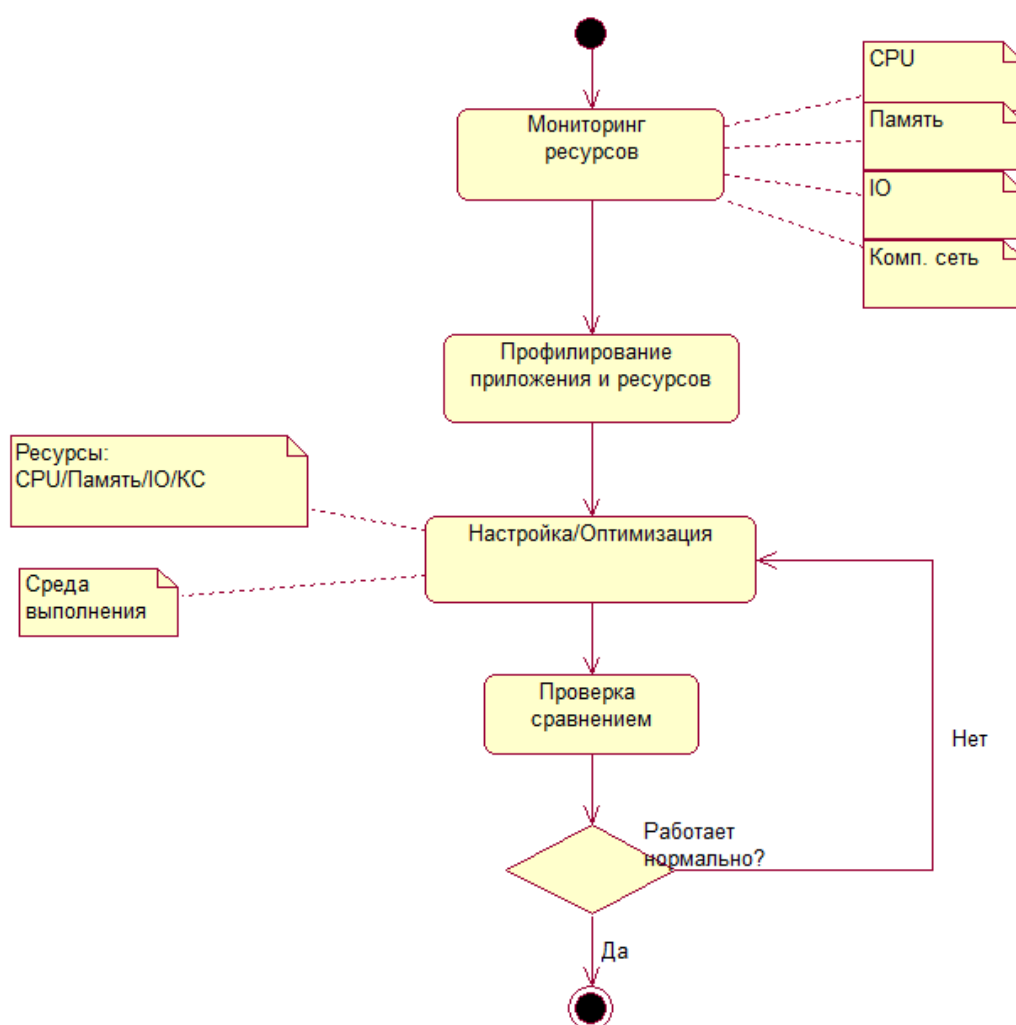 CPU
Мониторинг
ресурсов
Память
IO
Комп. сеть
Профилирование
приложения и ресурсов
Ресурсы:
CPU/Память/IO/КС
Настройка/Оптимизация
Среда
выполнения
Проверка
сравнением
Нет
Работает
нормально?
Да